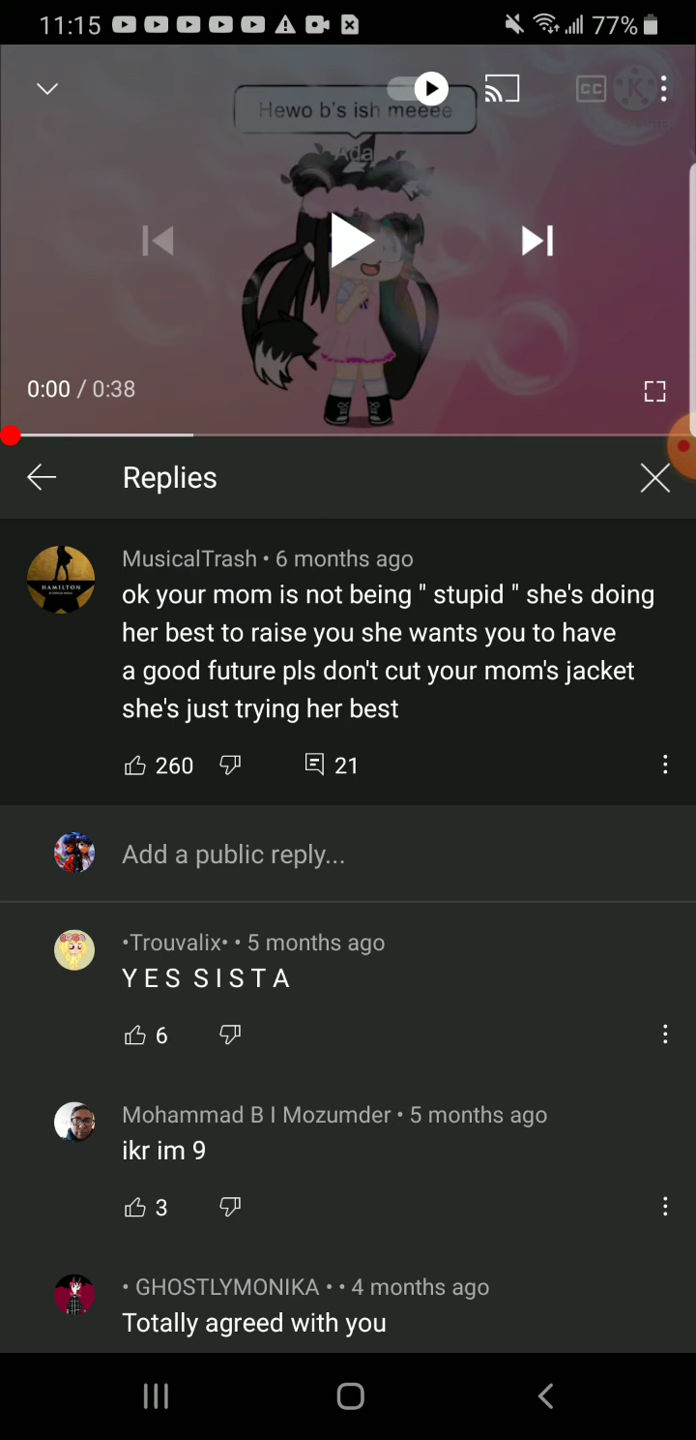 11:15
77%
Hewo b's ish meeee
Ada
CC
K
0:00 / 0:38
Replies
HAMILTON
MusicalTrash • 6 months ago
ok your mom is not being " stupid " she's doing
her best to raise you she wants you to have
a good future pls don't cut your mom's jacket
she's just trying her best
260
21
Add a public reply...
•Trouvalix• • 5 months ago
Y E S S I S T A
6
Mohammad B I Mozumder • 5 months ago
ikr im 9
3
• GHOSTLYMONIKA • • 4 months ago
Totally agreed with you